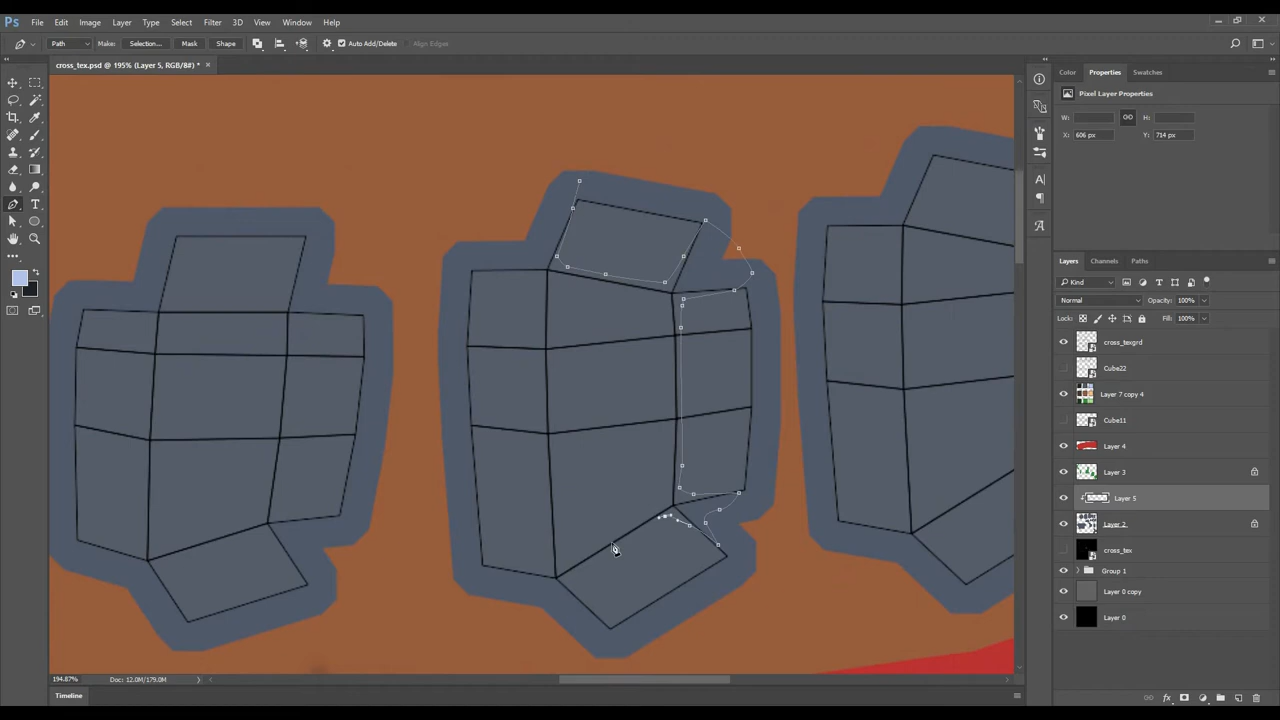 Ps File Edit Image Layer Type Select Filter 3D View Window Help
Path Make: Selection... Mask Shape Auto Add/Delete Align Edges
cross_tex.psd @ 195% (Layer 5, RGB/8#) * ×
Color Properties Swatches
Pixel Layer Properties
W: H:
X: 606 px Y: 714 px
Layers Channels Paths
Kind
Normal Opacity: 100%
Lock: Fill: 100%
cross_texgrd
Cube22
Layer 7 copy 4
Cube11
Layer 4
Layer 3
Layer 5
Layer 2
cross_tex
Group 1
Layer 0 copy
Layer 0
194.87% Doc: 12.0M/179.0M
Timeline